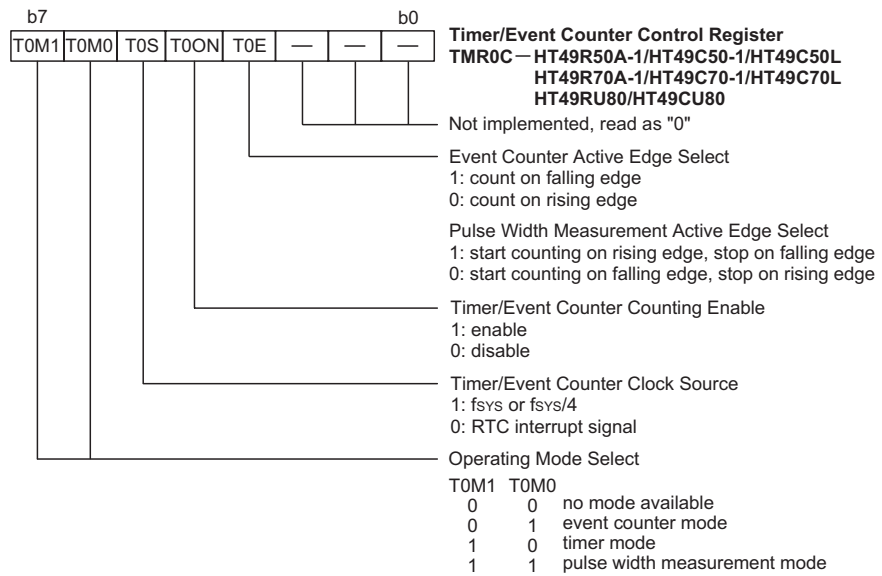 b7 b0
T0M1 T0M0 T0S T0ON T0E — — —
Timer/Event Counter Control Register
TMR0C—HT49R50A-1/HT49C50-1/HT49C50L
HT49R70A-1/HT49C70-1/HT49C70L
HT49RU80/HT49CU80
Not implemented, read as "0"
Event Counter Active Edge Select
1: count on falling edge
0: count on rising edge
Pulse Width Measurement Active Edge Select
1: start counting on rising edge, stop on falling edge
0: start counting on falling edge, stop on rising edge
Timer/Event Counter Counting Enable
1: enable
0: disable
Timer/Event Counter Clock Source
1: fSYS or fSYS/4
0: RTC interrupt signal
Operating Mode Select
T0M1 T0M0
0 0 no mode available
0 1 event counter mode
1 0 timer mode
1 1 pulse width measurement mode